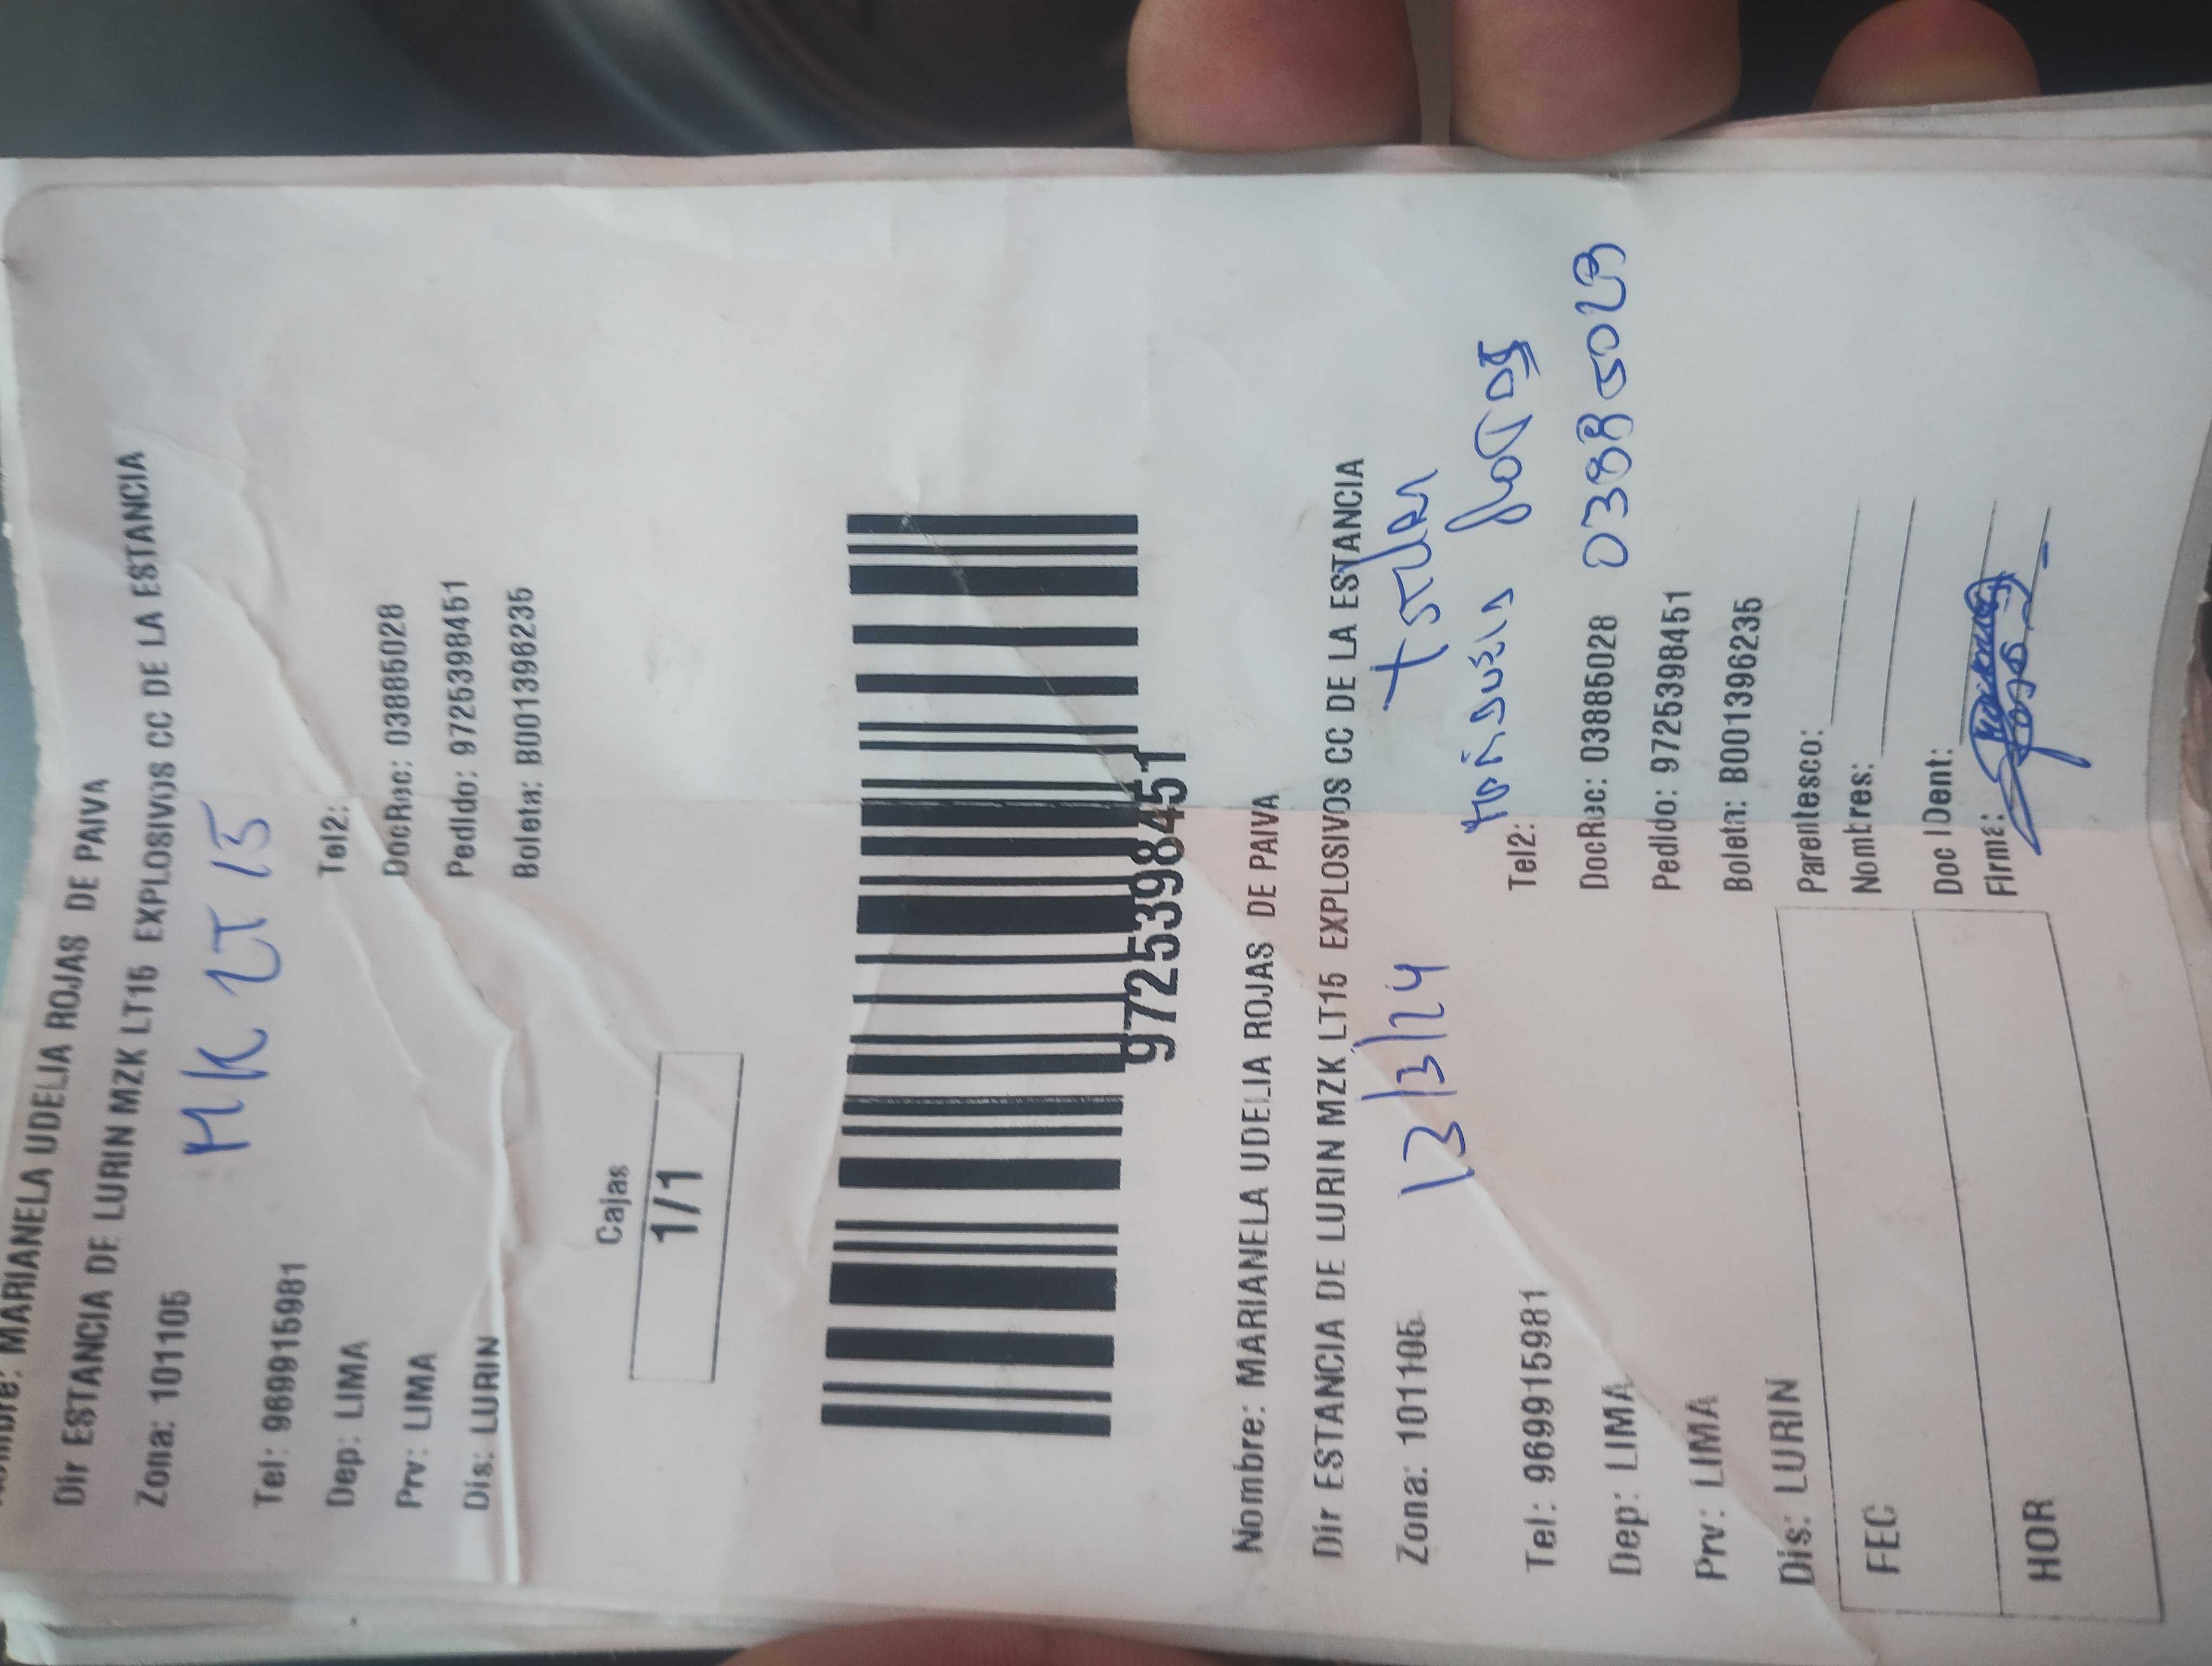 Nombre: MARIANELA UDELIA ROJAS DE PAIVA
Dir ESTANCIA DE LURIN MZK LT15 EXPLOSIVOS CC DE LA ESTANCIA
Zona: 101105
MK LT 15
Tel: 969915981
Tel2:
Dep: LIMA
DocRac: 03885028
Prv: LIMA
Pedido: 9725398451
Dis: LURIN
Boleta: B001396235
Cajas
1/1
9725398451
Nombre: MARIANELA UDELIA ROJAS DE PAIVA
Dir ESTANCIA DE LURIN MZK LT15 EXPLOSIVOS CC DE LA ESTANCIA
Zona: 101105
13/3/24
Tel: 969915981
Tel2:
Dep: LIMA
DocRac: 03885028
Prv: LIMA
Pedido: 9725398451
Dis: LURIN
Boleta: B001396235
FEC
HOR
Parentesco:
Nombres:
Doc IDent:
Firma: